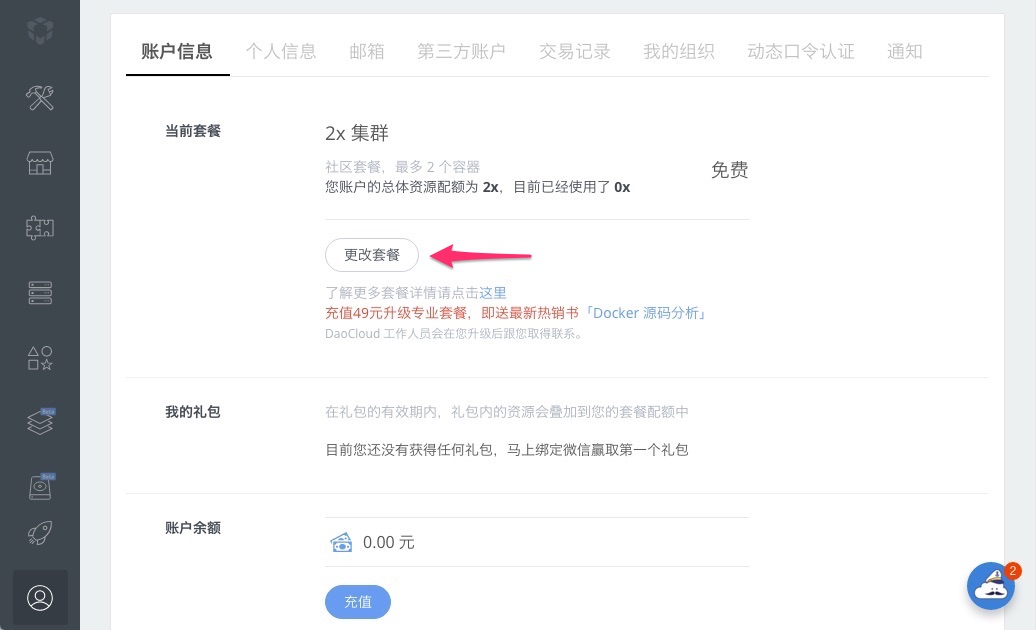 账户信息 个人信息 邮箱 第三方账户 交易记录 我的组织 动态口令认证 通知
当前套餐
2x 集群
社区套餐，最多 2 个容器
免费
您账户的总体资源配额为 2x，目前已经使用了 0x
更改套餐
了解更多套餐详情请点击这里
充值49元升级专业套餐，即送最新热销书「Docker 源码分析」
DaoCloud 工作人员会在您升级后跟您取得联系。
我的礼包
在礼包的有效期内，礼包内的资源会叠加到您的套餐配额中
目前您还没有获得任何礼包，马上绑定微信赢取第一个礼包
账户余额
0.00 元
充值
Beta
Beta
2